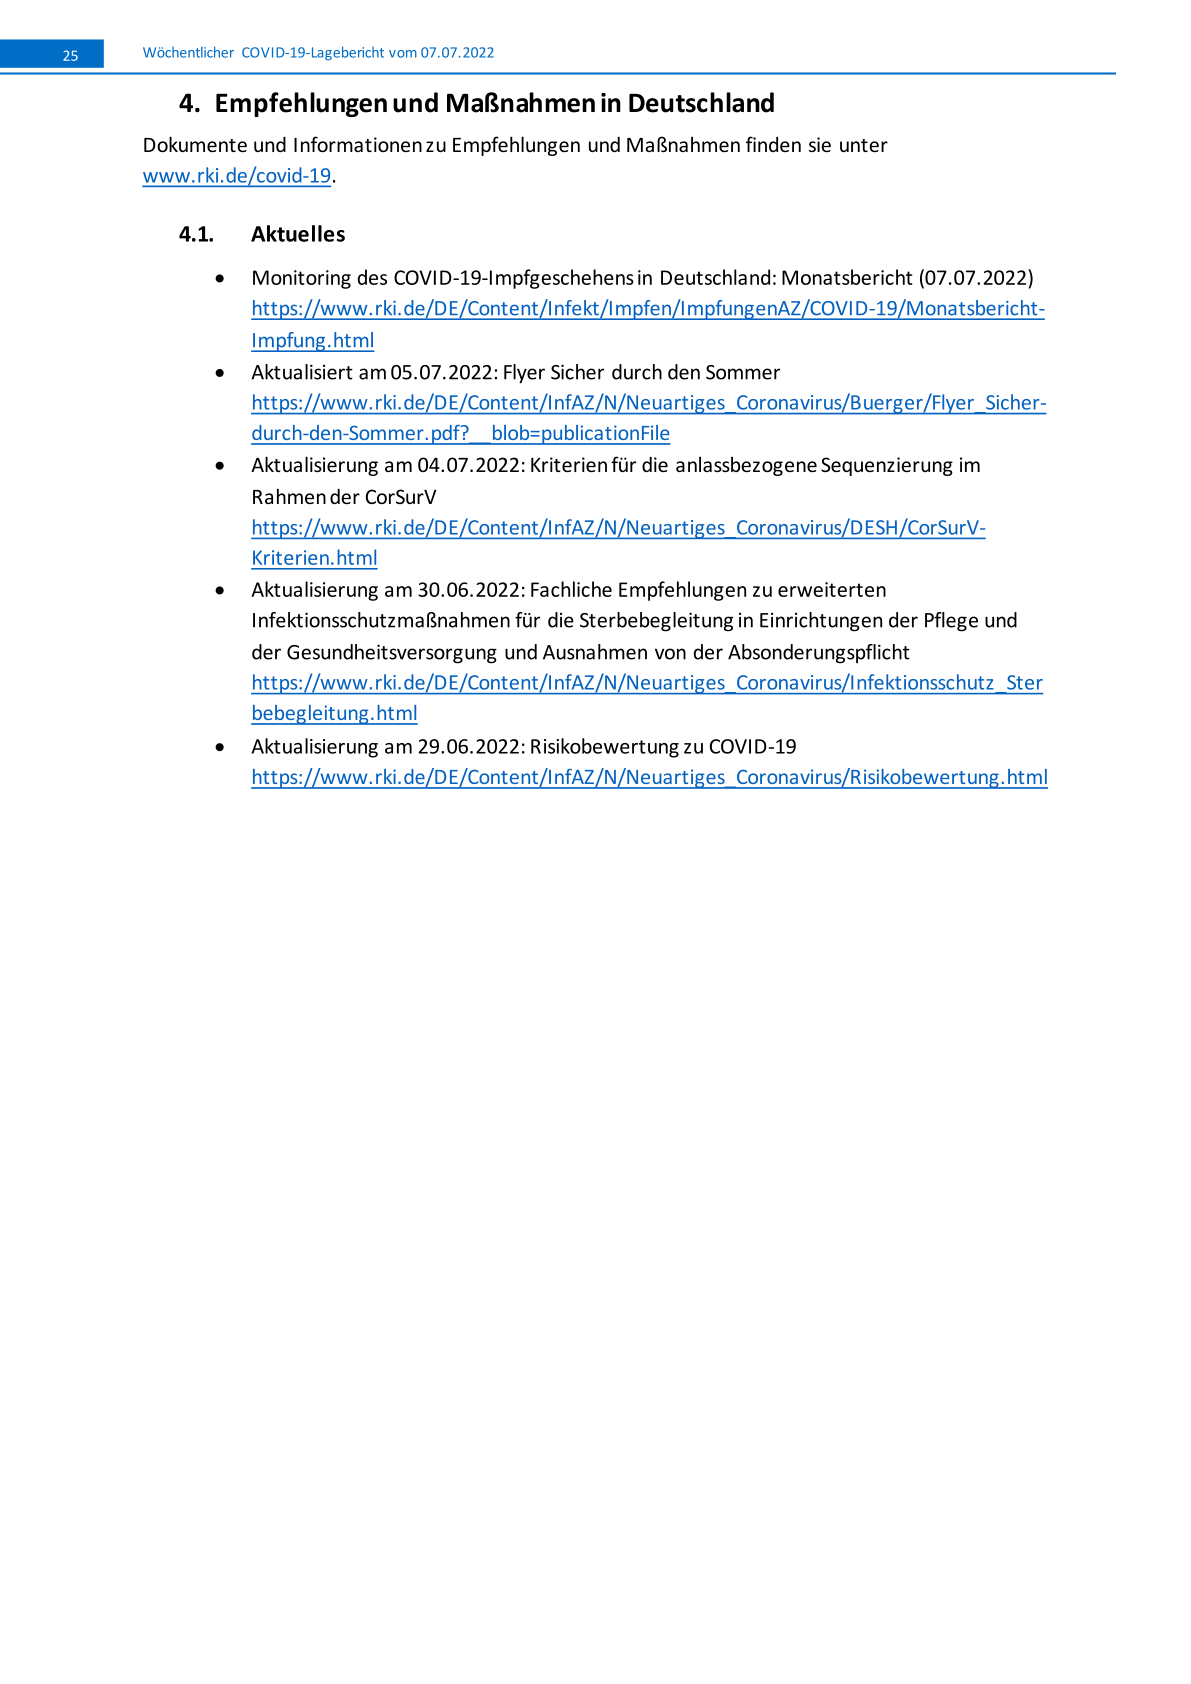 25
Wöchentlicher COVID-19-Lagebericht vom 07.07.2022
4. Empfehlungen und Maßnahmen in Deutschland
Dokumente und Informationen zu Empfehlungen und Maßnahmen finden sie unter
www.rki.de/covid-19.
4.1. Aktuelles
• Monitoring des COVID-19-Impfgeschehens in Deutschland: Monatsbericht (07.07.2022)
https://www.rki.de/DE/Content/Infekt/Impfen/ImpfungenAZ/COVID-19/Monatsbericht-
Impfung.html
• Aktualisiert am 05.07.2022: Flyer Sicher durch den Sommer
https://www.rki.de/DE/Content/InfAZ/N/Neuartiges_Coronavirus/Buerger/Flyer_Sicher-
durch-den-Sommer.pdf?__blob=publicationFile
• Aktualisierung am 04.07.2022: Kriterien für die anlassbezogene Sequenzierung im
Rahmen der CorSurV
https://www.rki.de/DE/Content/InfAZ/N/Neuartiges_Coronavirus/DESH/CorSurV-
Kriterien.html
• Aktualisierung am 30.06.2022: Fachliche Empfehlungen zu erweiterten
Infektionsschutzmaßnahmen für die Sterbebegleitung in Einrichtungen der Pflege und
der Gesundheitsversorgung und Ausnahmen von der Absonderungspflicht
https://www.rki.de/DE/Content/InfAZ/N/Neuartiges_Coronavirus/Infektionsschutz_Ster
bebegleitung.html
• Aktualisierung am 29.06.2022: Risikobewertung zu COVID-19
https://www.rki.de/DE/Content/InfAZ/N/Neuartiges_Coronavirus/Risikobewertung.html